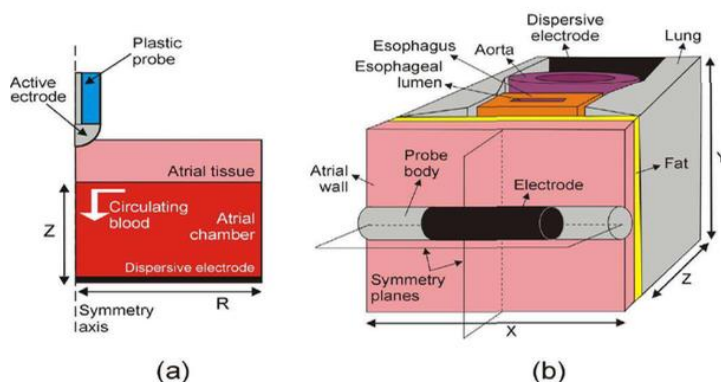 Plastic
probe
Active
ectrode
Atrial tissue
Z
Circulating
blood
Atrial
chamber
Dispersive electrode
R
Symmetry
axis
(a)
Dispersive
electrode
Lung
Esophagus
Aorta
Esophageal
lumen
Y
Atrial
wall
Probe
body
Electrode
Fat
Symmetry
planes
Z
X
(b)